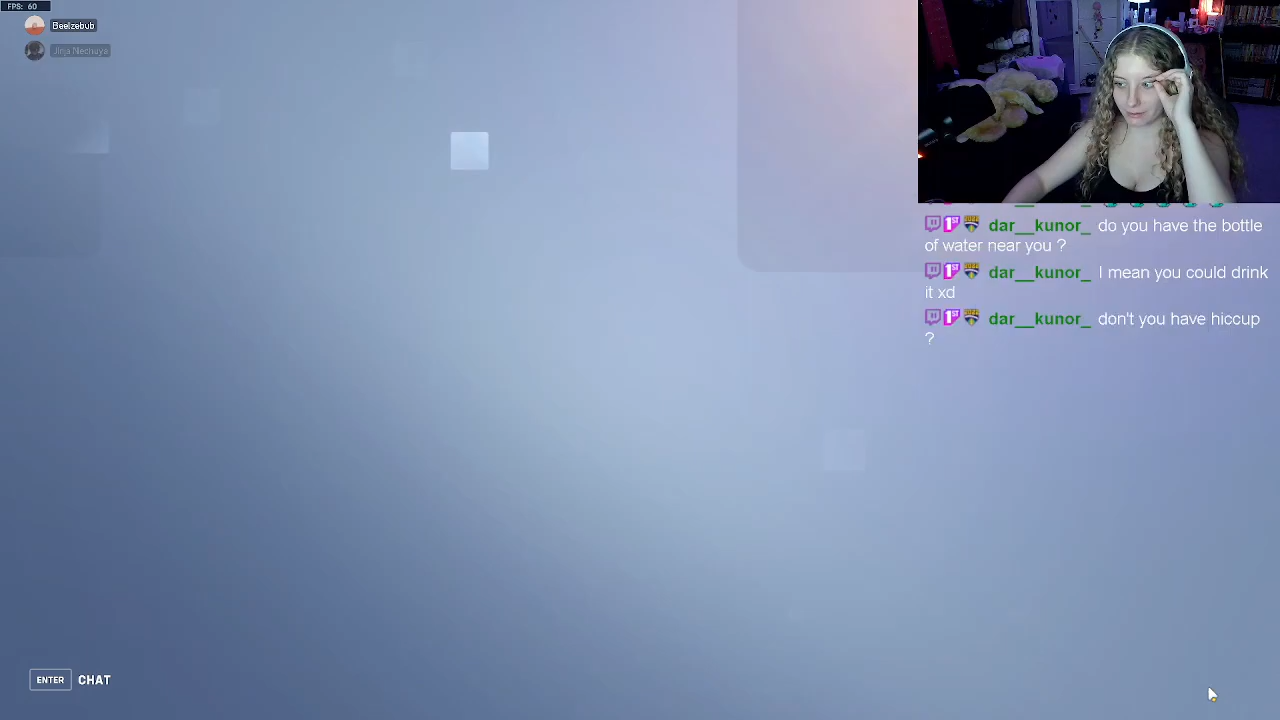 FPS: 60
Beelzebub
Jinja Nechaya
dar__kunor_ do you have the bottle
of water near you ?
dar__kunor_ I mean you could drink
it xd
dar__kunor_ don't you have hiccup
?
ENTER CHAT